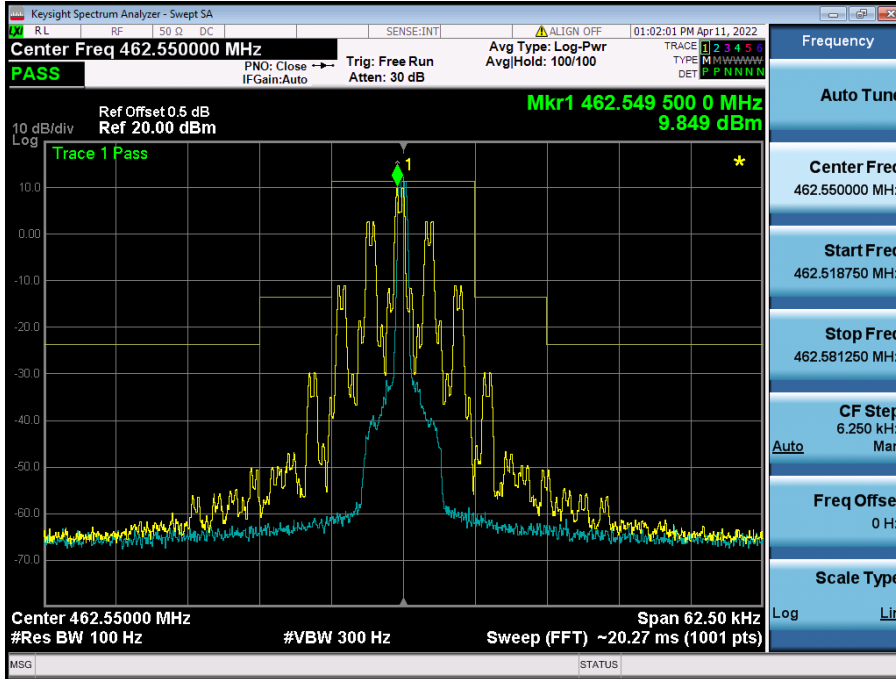 Keysight Spectrum Analyzer - Swept SA
LXI RL RF 50 Ω DC SENSE:INT ALIGN OFF 01:02:01 PM Apr 11, 2022
Center Freq 462.550000 MHz
PASS
PNO: Close
IFGain:Auto
Trig: Free Run
Atten: 30 dB
Avg Type: Log-Pwr
Avg|Hold: 100/100
TRACE 1 2 3 4 5 6
TYPE M M W W W W
DET P P N N N N
Frequency
Auto Tune
Ref Offset 0.5 dB
10 dB/div Ref 20.00 dBm
Log
Mkr1 462.549 500 0 MHz
9.849 dBm
Trace 1 Pass
1
*
10.0
0.00
-10.0
-20.0
-30.0
-40.0
-50.0
-60.0
-70.0
Center 462.55000 MHz Span 62.50 kHz
#Res BW 100 Hz #VBW 300 Hz Sweep (FFT) ~20.27 ms (1001 pts)
Center Freq
462.550000 MHz
Start Freq
462.518750 MHz
Stop Freq
462.581250 MHz
CF Step
6.250 kHz
Auto Man
Freq Offset
0 Hz
Scale Type
Log Lin
MSG STATUS